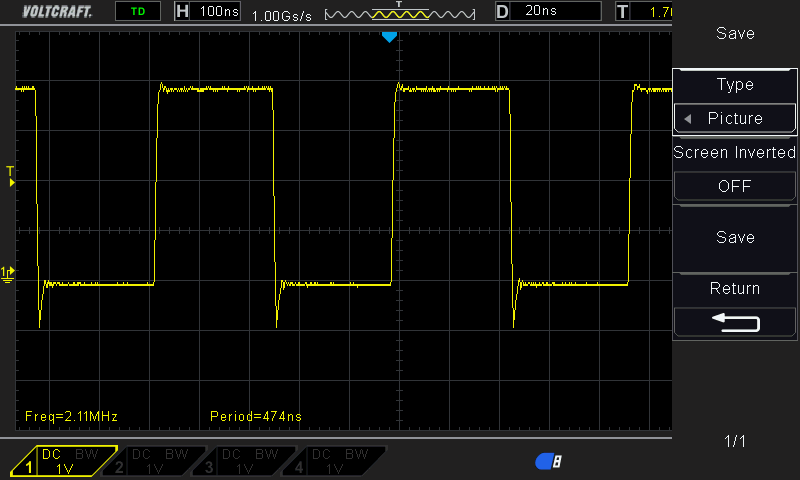 VOLTCRAFT. TD H 100ns 1.00Gs/s T D 20ns T 1.7
Save
Type
Picture
Screen Inverted
OFF
Save
Return
T
1
Freq=2.11MHz Period=474ns
1/1
1 DC BW 1V
2 DC BW 1V
3 DC BW 1V
4 DC BW 1V